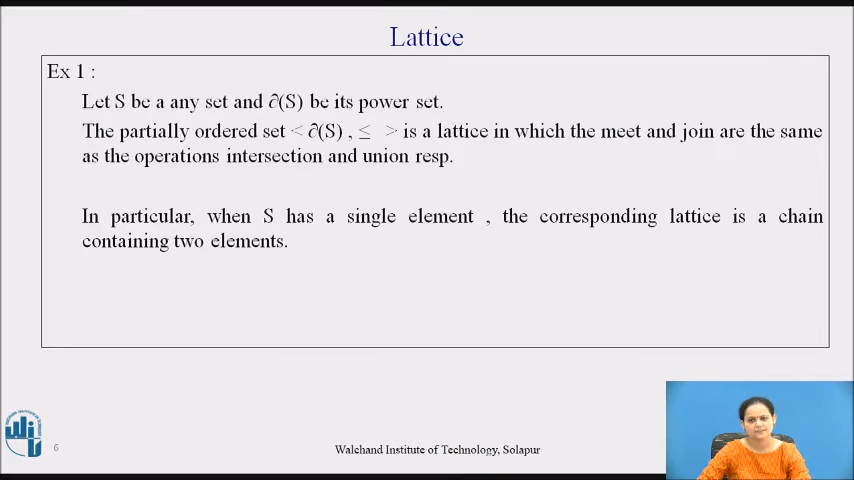 Lattice
Ex 1 :
Let S be a any set and ∂(S) be its power set.
The partially ordered set < ∂(S) , ≤ > is a lattice in which the meet and join are the same
as the operations intersection and union resp.
In particular, when S has a single element , the corresponding lattice is a chain
containing two elements.
6
Walchand Institute of Technology, Solapur